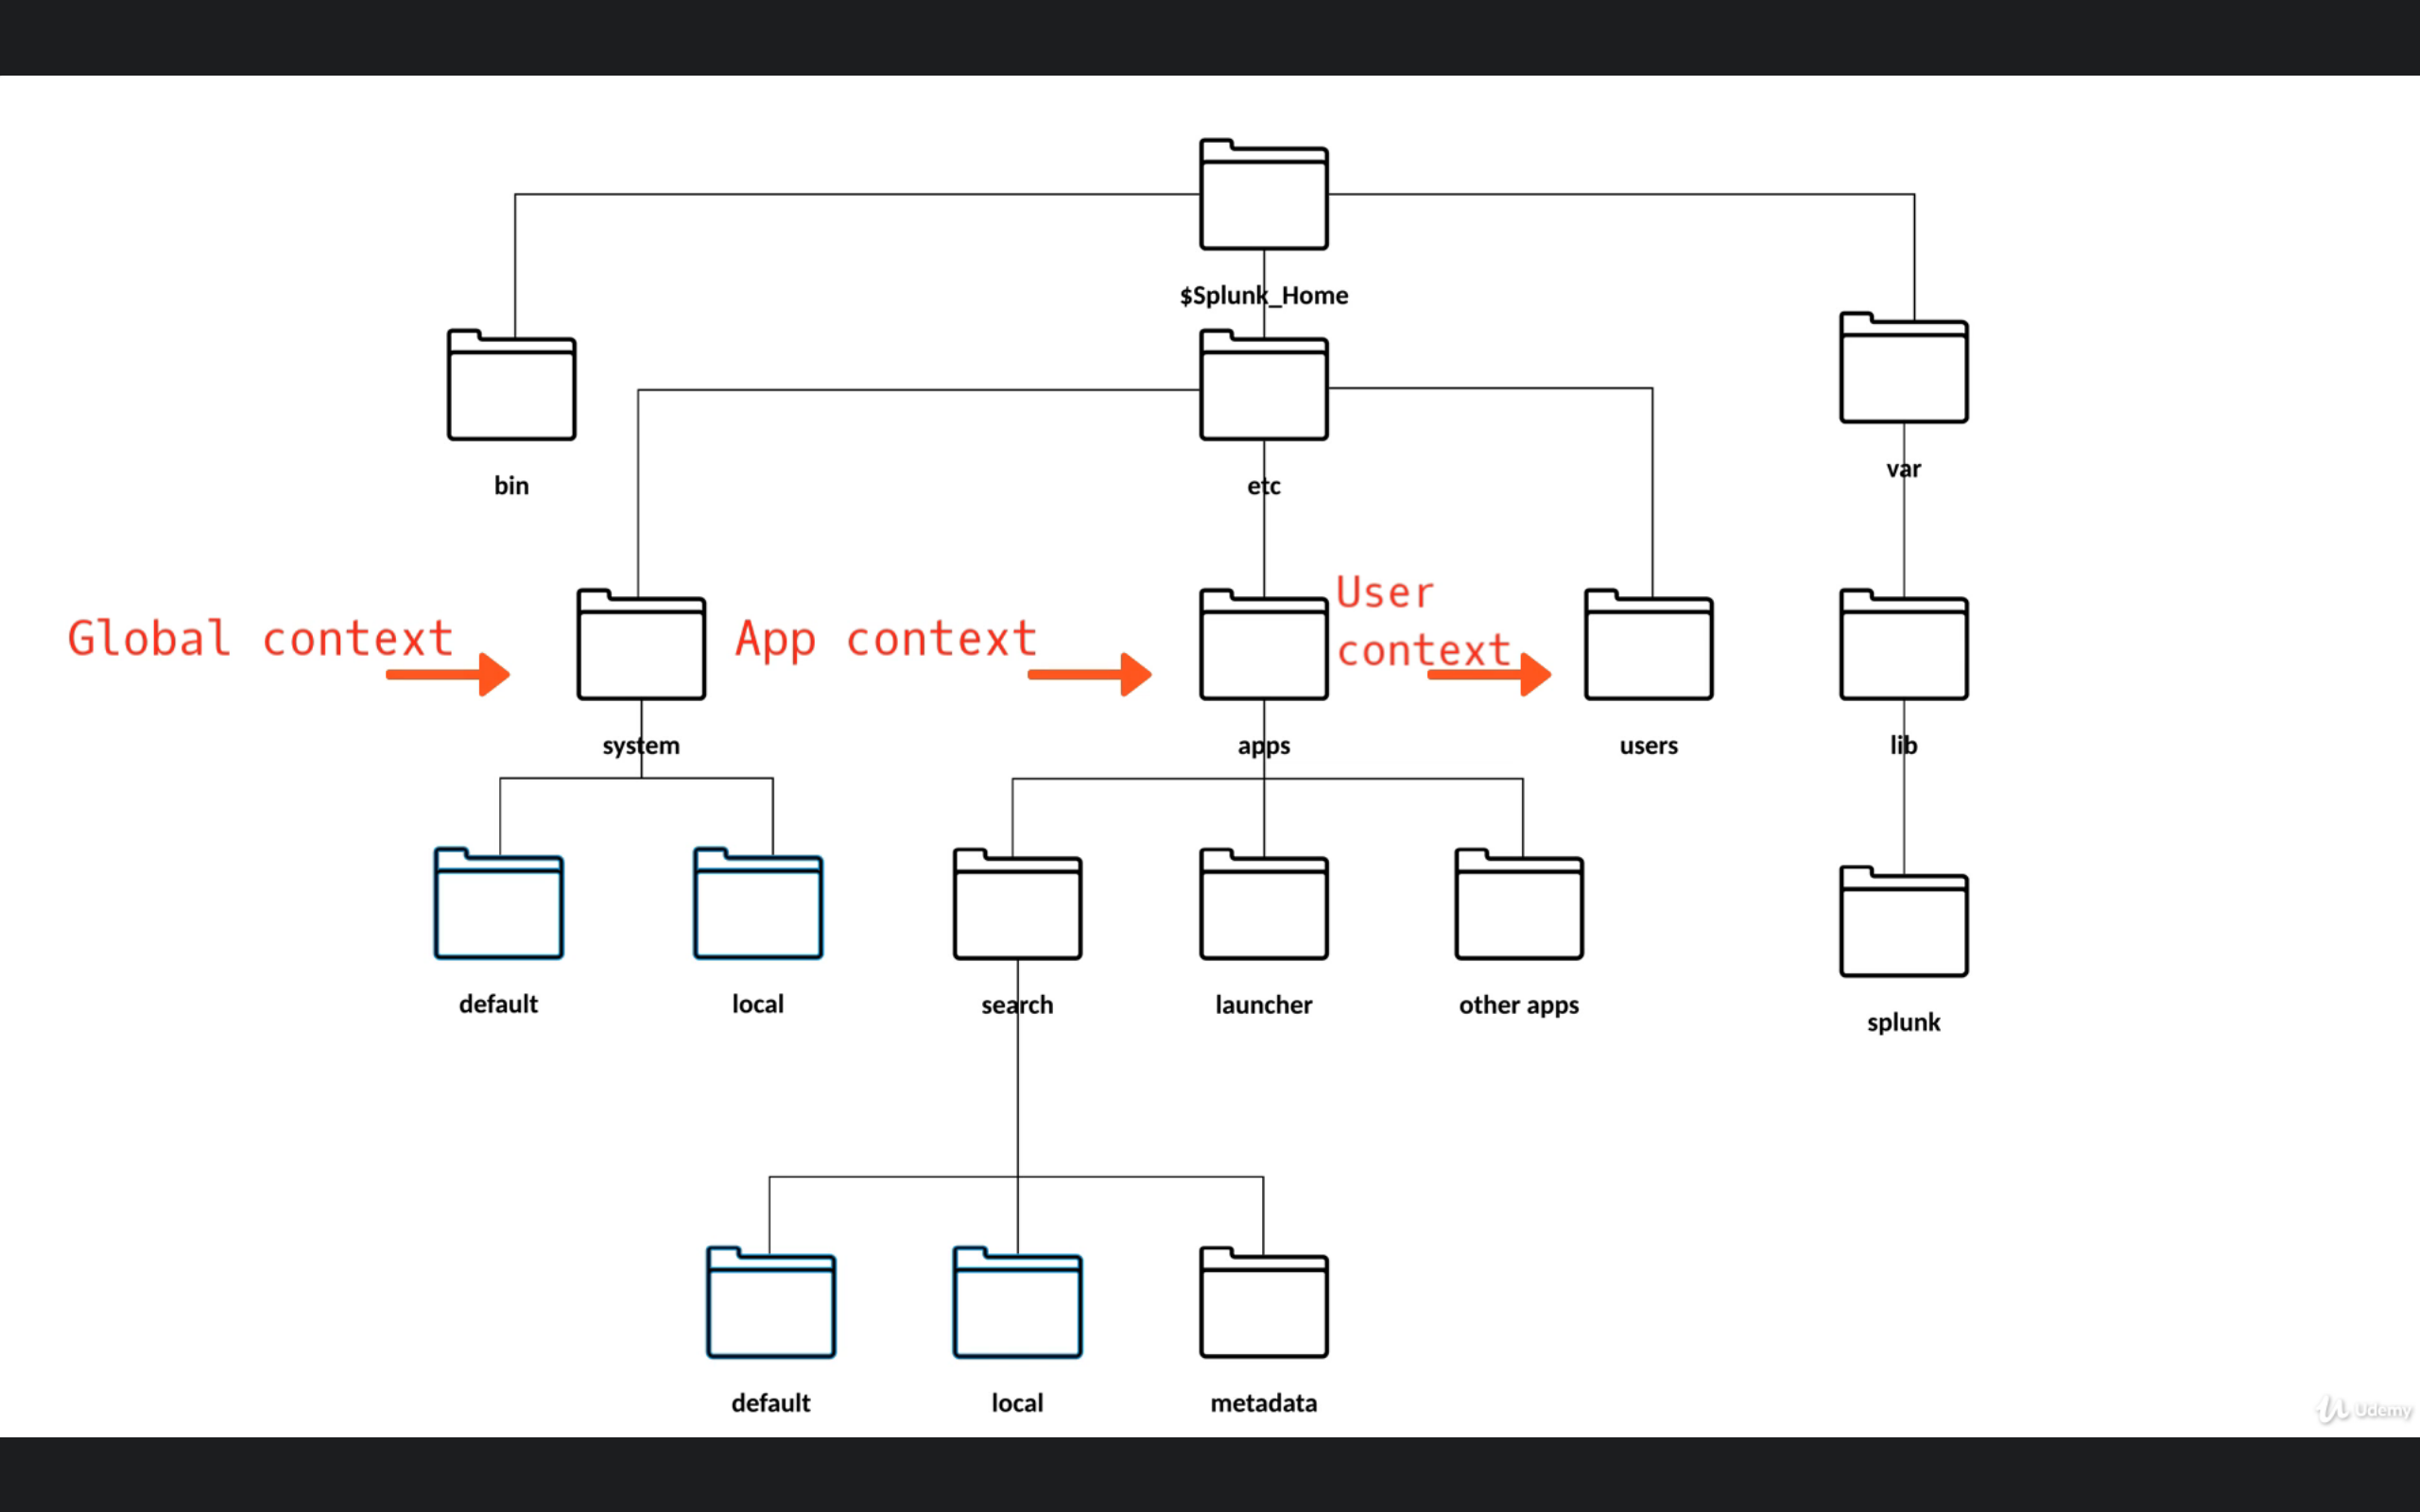 $Splunk_Home
bin
etc
var
Global context
App context
User
context
system
apps
users
lib
default
local
search
launcher
other apps
splunk
default
local
metadata
Udemy